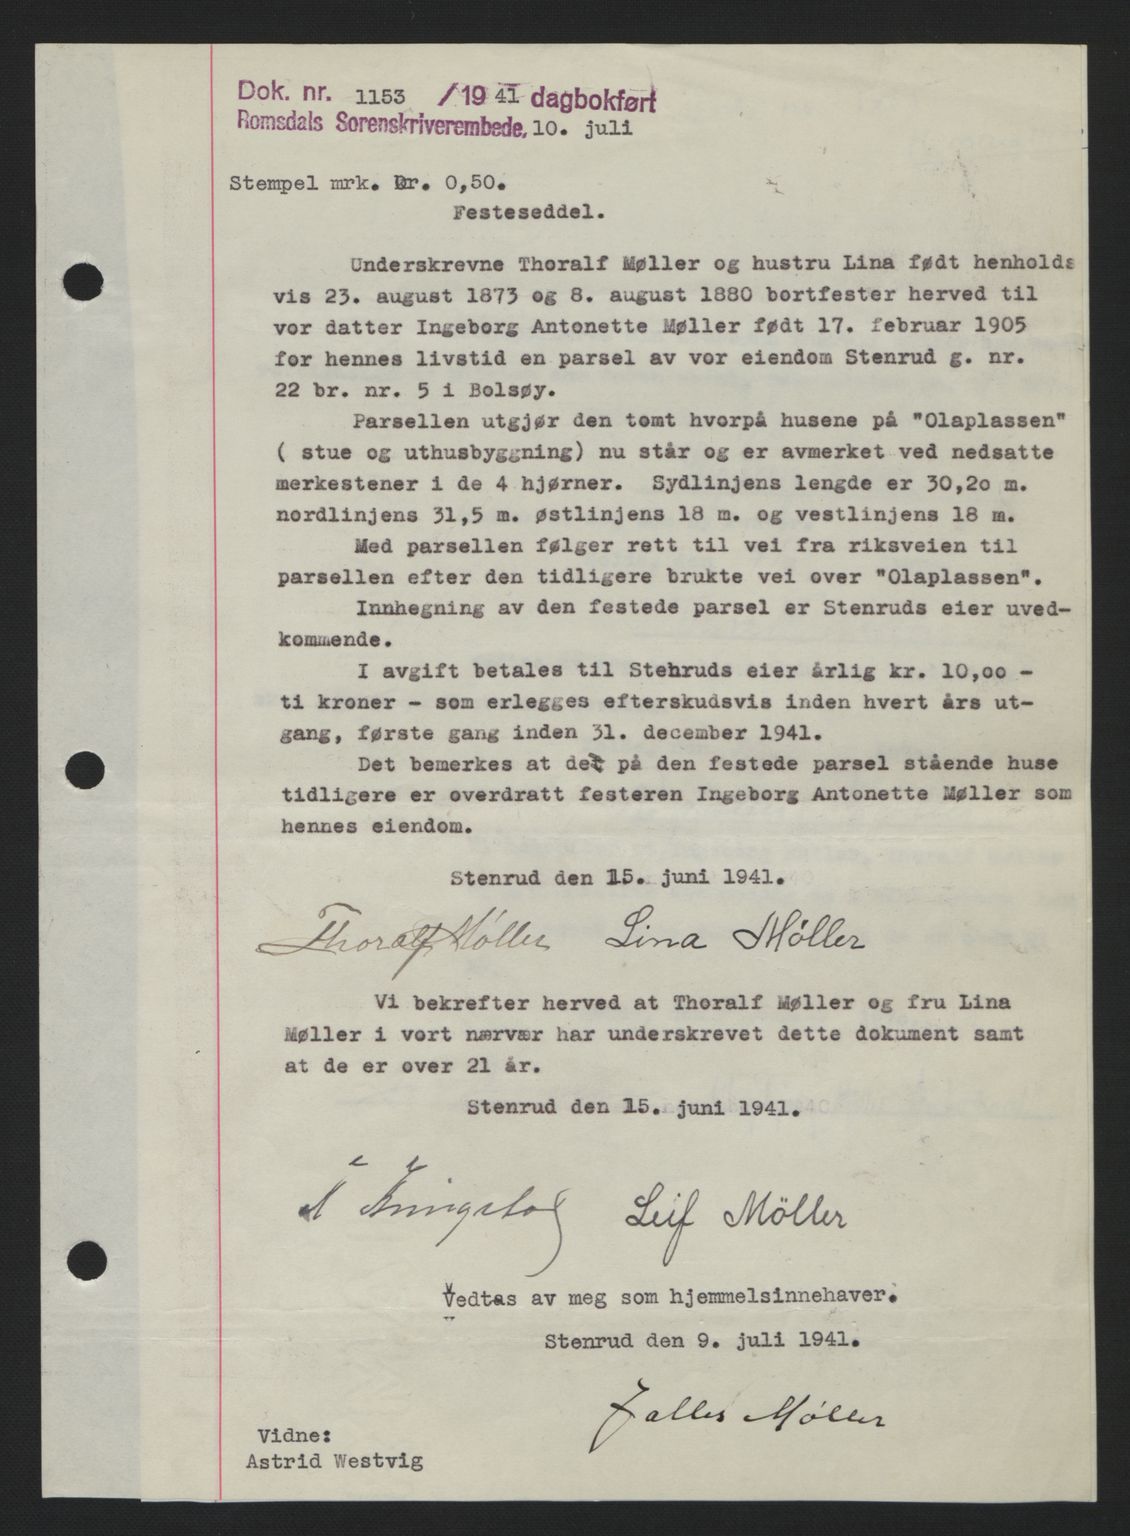 Dok. nr. 1153 /1941 dagbokført
Romsdals Sorenskriverembede, 10. juli
Stempel mrk. Kr. 0,50.
Festeseddel.
Underskrevne Thoralf Møller og hustru Lina født henholds
vis 23. august 1873 og 8. august 1880 bortfester herved til
vor datter Ingeborg Antonette Møller født 17. februar 1905
for hennes livstid en parsel av vor eiendom Stenrud g. nr.
22 br. nr. 5 i Bolsøy.
Parsellen utgjør den tomt hvorpå husene på "Olaplassen"
( stue og uthusbyggning) nu står og er avmerket ved nedsatte
merkestener i de 4 hjørner. Sydlinjens lengde er 30,2o m.
nordlinjens 31,5 m. østlinjens 18 m. og vestlinjens 18 m.
Med parsellen følger rett til vei fra riksveien til
parsellen efter den tidligere brukte vei over "Olaplassen".
Innhegning av den festede parsel er Stenruds eier uved-
kommende.
I avgift betales til Stenruds eier årlig kr. 10,oo -
ti kroner - som erlegges efterskudsvis inden hvert års ut-
gang, første gang inden 31. december 1941.
Det bemerkes at det på den festede parsel stående huse
tidligere er overdratt festeren Ingeborg Antonette Møller som
hennes eiendom.
Stenrud den 15. juni 1941.
Thoralf Møller Lina Møller
Vi bekrefter herved at Thoralf Møller og fru Lina
Møller i vort nærvær har underskrevet dette dokument samt
at de er over 21 år.
Stenrud den 15. juni 1941.
Leif Möller
Vedtas av meg som hjemmelsinnehaver.
Stenrud den 9. juli 1941.
Møller
Vidne:
Astrid Westvig